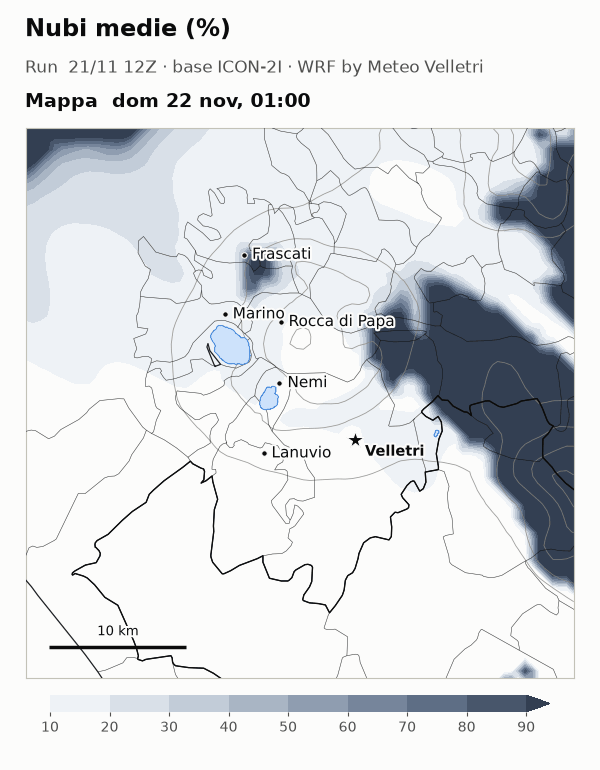 Nubi medie (%)
Run  21/11 12Z · base ICON-2I · WRF by Meteo Velletri
Mappa  dom 22 nov, 01:00
Frascati
Marino
Rocca di Papa
Nemi
Velletri
Lanuvio
10 km
10 20 30 40 50 60 70 80 90